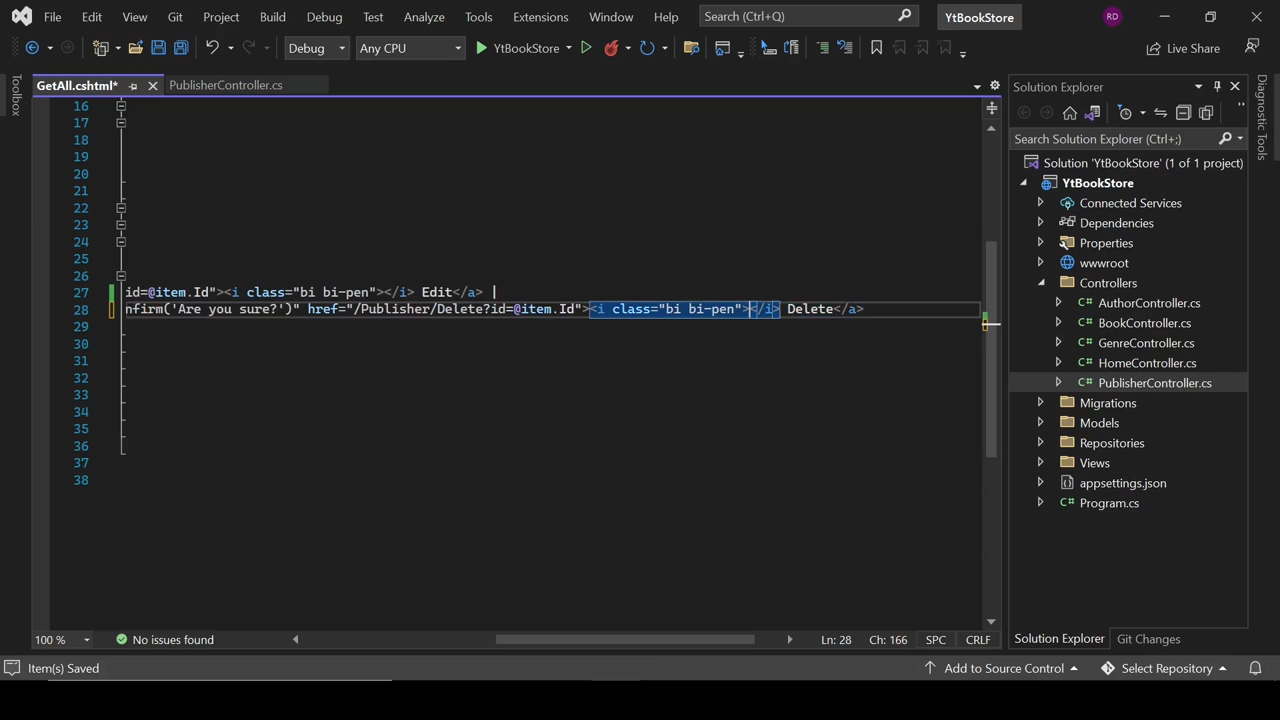 File Edit View Git Project Build Debug Test Analyze Tools Extensions Window Help Search (Ctrl+Q) YtBookStore RD
Debug Any CPU YtBookStore Live Share
GetAll.cshtml* PublisherController.cs
Toolbox
16
17
18
19
20
21
22
23
24
25
26
27 id=@item.Id"><i class="bi bi-pen"></i> Edit</a> |
28 nfirm('Are you sure?')" href="/Publisher/Delete?id=@item.Id"><i class="bi bi-pen"></i> Delete</a>
29
30
31
32
33
34
35
36
37
38
100 % No issues found Ln: 28 Ch: 166 SPC CRLF
Solution Explorer
Search Solution Explorer (Ctrl+;)
Solution 'YtBookStore' (1 of 1 project)
YtBookStore
Connected Services
Dependencies
Properties
wwwroot
Controllers
C# AuthorController.cs
C# BookController.cs
C# GenreController.cs
C# HomeController.cs
C# PublisherController.cs
Migrations
Models
Repositories
Views
appsettings.json
C# Program.cs
Solution Explorer Git Changes
Diagnostic Tools
Item(s) Saved Add to Source Control Select Repository